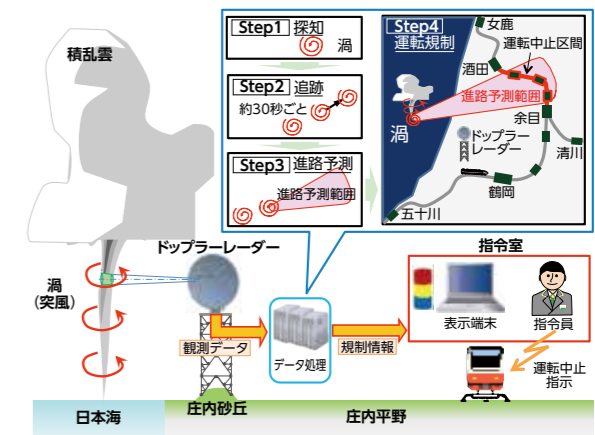 積乱雲
Step1 探知
渦
Step2 追跡
約30秒ごと
Step3 進路予測
進路予測範囲
Step4
運転規制
女鹿
運転中止区間
酒田
進路予測範囲
余目
渦
ドップラー
レーダー
清川
鶴岡
五十川
渦
(突風)
ドップラーレーダー
観測データ
データ処理
規制情報
指令室
表示端末
指令員
運転中止
指示
日本海
庄内砂丘
庄内平野